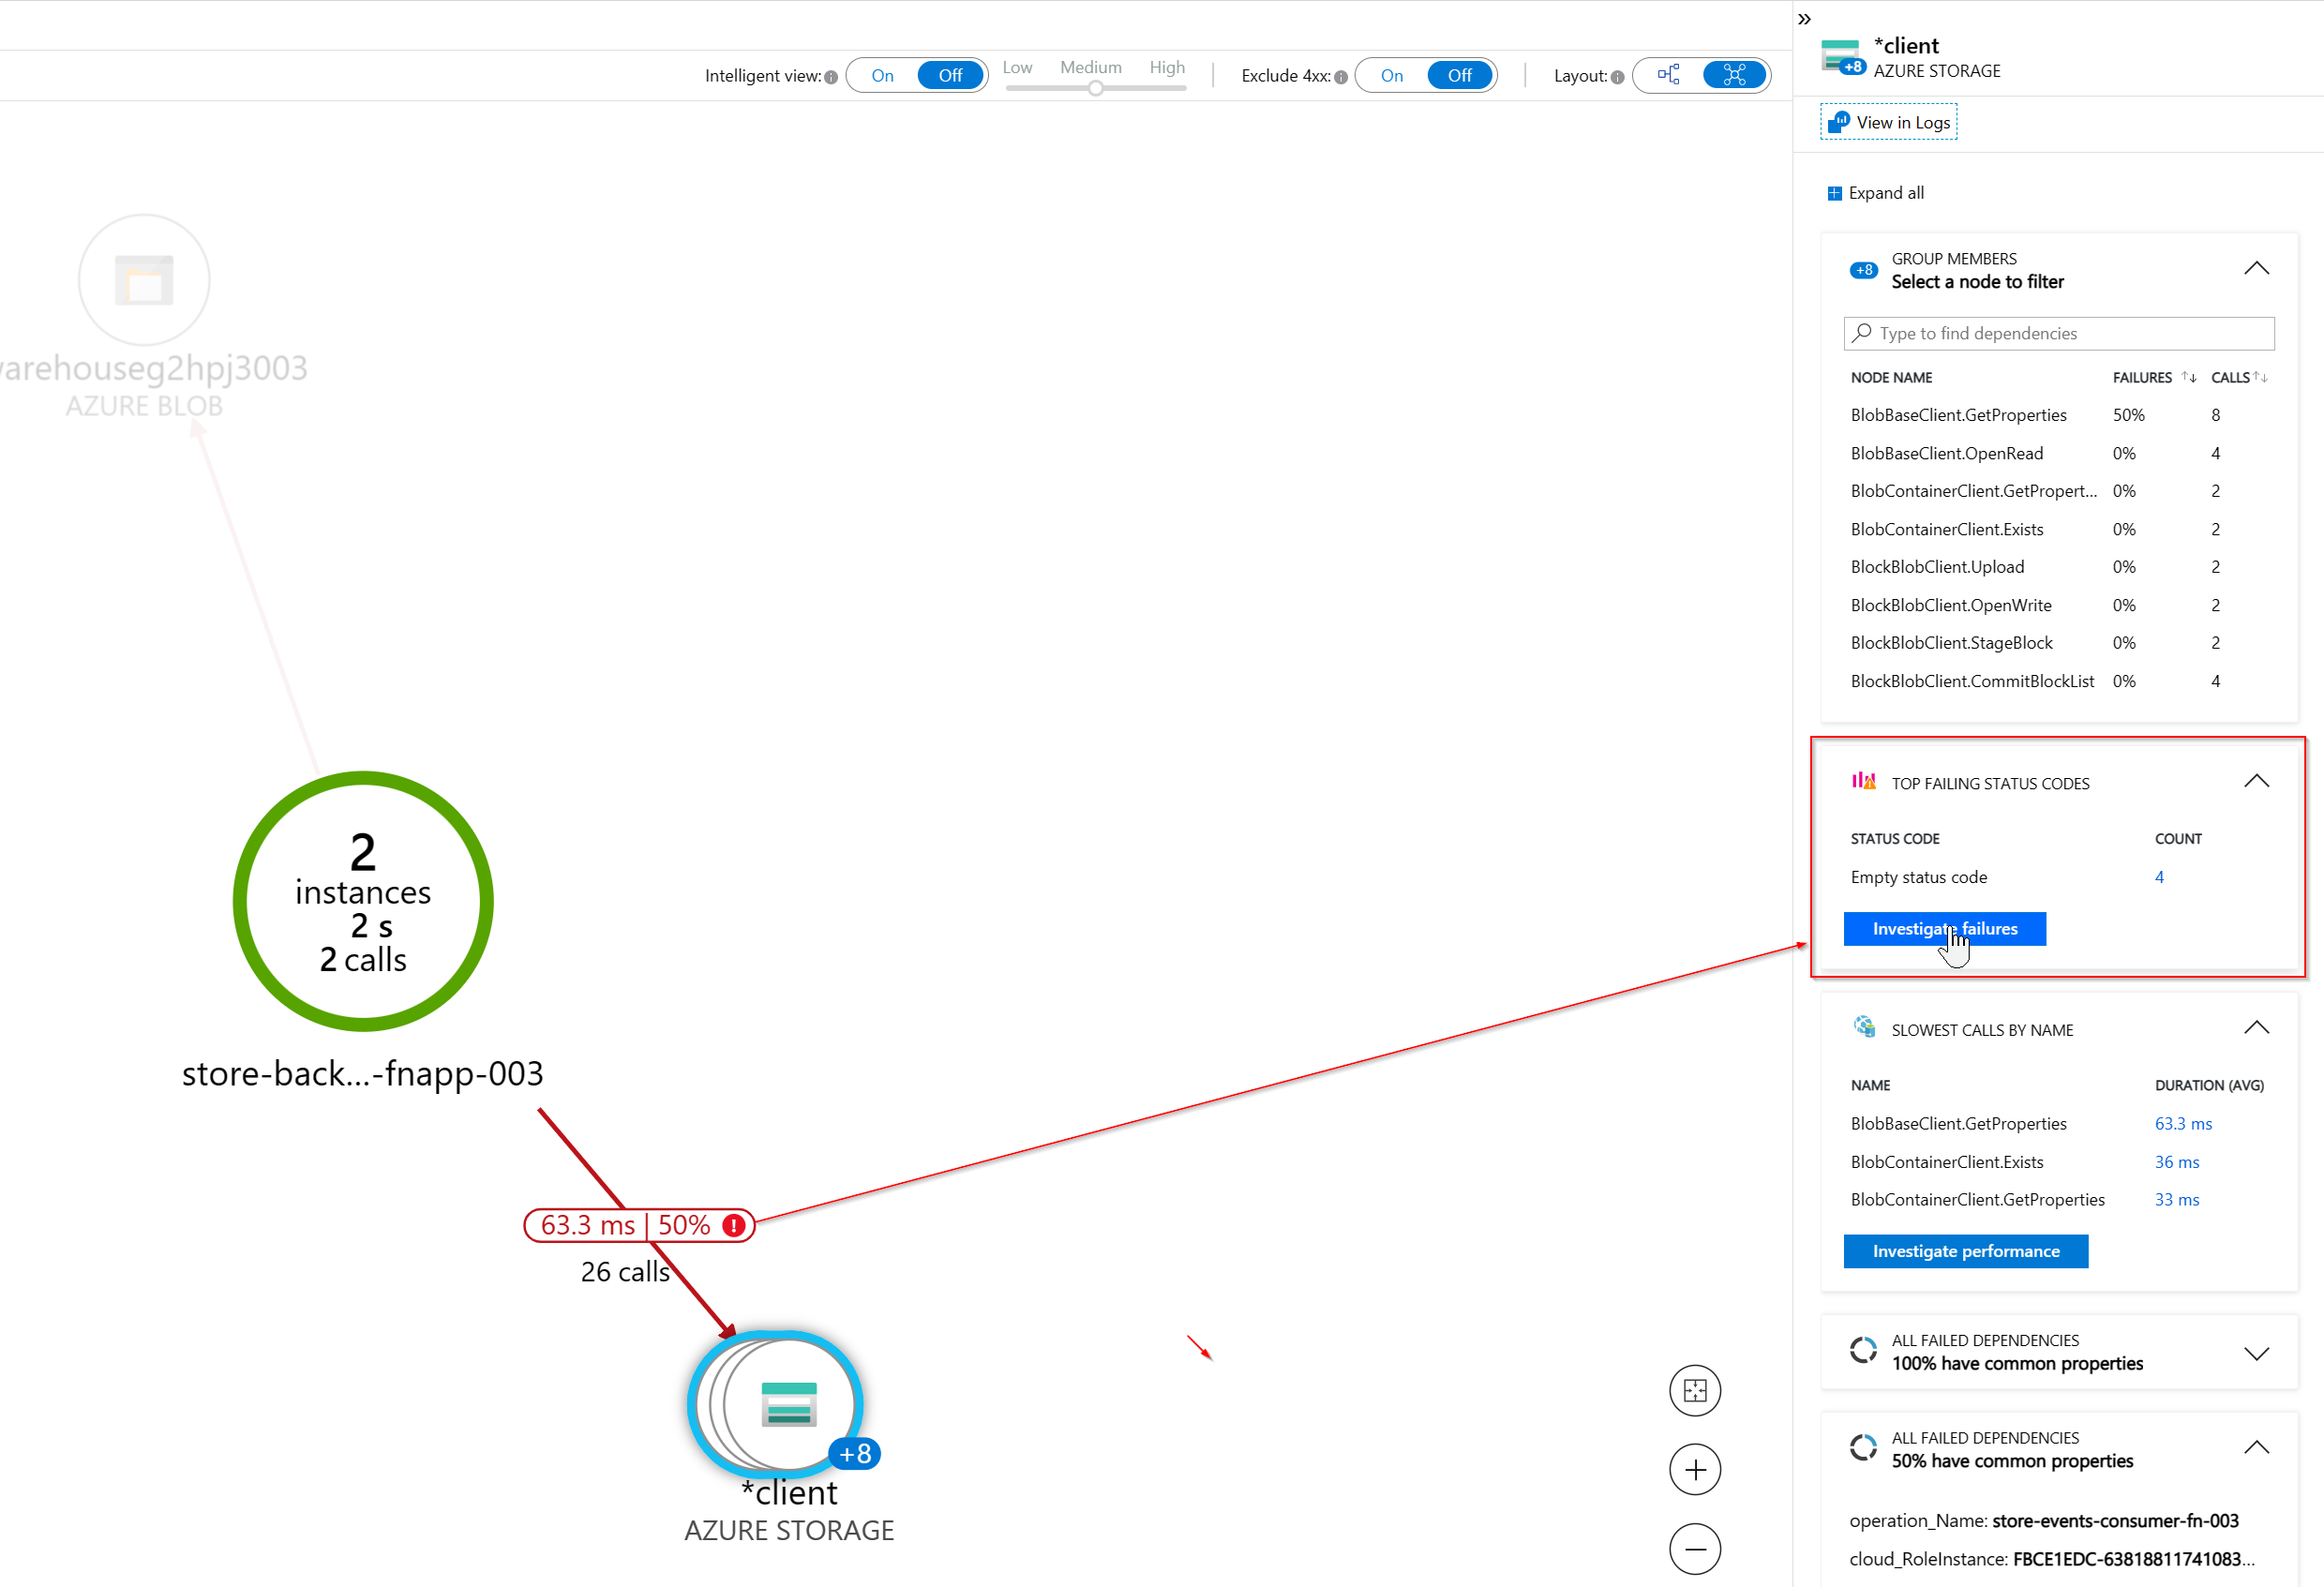 Intelligent view: On Off Low Medium High Exclude 4xx: On Off Layout:
arehouseg2hpj3003
AZURE BLOB
2
instances
2 s
2 calls
store-back...-fnapp-003
63.3 ms | 50% !
26 calls
+8
*client
AZURE STORAGE
»
+8
*client
AZURE STORAGE
View in Logs
Expand all
+8
GROUP MEMBERS
Select a node to filter
Type to find dependencies
NODE NAME FAILURES ↑↓ CALLS ↑↓
BlobBaseClient.GetProperties 50% 8
BlobBaseClient.OpenRead 0% 4
BlobContainerClient.GetPropert... 0% 2
BlobContainerClient.Exists 0% 2
BlockBlobClient.Upload 0% 2
BlockBlobClient.OpenWrite 0% 2
BlockBlobClient.StageBlock 0% 2
BlockBlobClient.CommitBlockList 0% 4
TOP FAILING STATUS CODES
STATUS CODE COUNT
Empty status code 4
Investigate failures
SLOWEST CALLS BY NAME
NAME DURATION (AVG)
BlobBaseClient.GetProperties 63.3 ms
BlobContainerClient.Exists 36 ms
BlobContainerClient.GetProperties 33 ms
Investigate performance
ALL FAILED DEPENDENCIES
100% have common properties
ALL FAILED DEPENDENCIES
50% have common properties
operation_Name: store-events-consumer-fn-003
cloud_RoleInstance: FBCE1EDC-63818811741083...